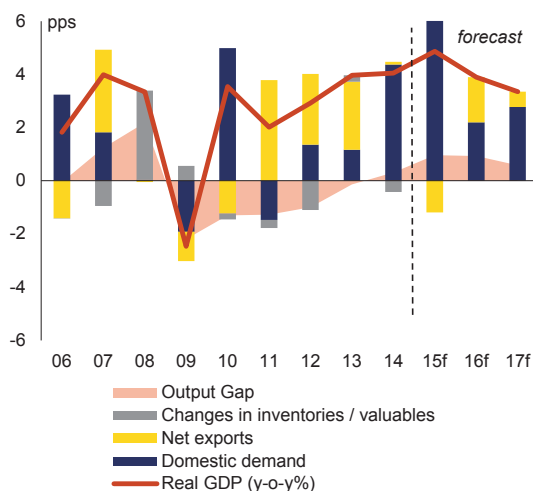 6 pps
forecast
4
2
0
-2
-4
-6
06 07 08 09 10 11 12 13 14 15f 16f 17f
Output Gap
Changes in inventories / valuables
Net exports
Domestic demand
Real GDP (y-o-y%)